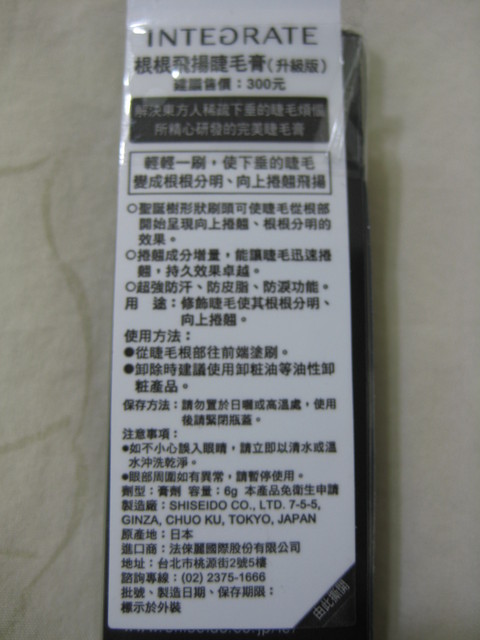 INTEGRATE
根根飛揚睫毛膏(升級版)
建議售價：300元
解決東方人稀疏下垂的睫毛煩惱
所精心研發的完美睫毛膏
輕輕一刷，使下垂的睫毛
變成根根分明、向上捲翹飛揚
○聖誕樹形狀刷頭可使睫毛從根部
開始呈現向上捲翹、根根分明的
效果。
○捲翹成分增量，能讓睫毛迅速捲
翹，持久效果卓越。
○超強防汗、防皮脂、防淚功能。
用 途：修飾睫毛使其根根分明、
向上捲翹。
使用方法：
●從睫毛根部往前端塗刷。
●卸除時建議使用卸粧油等油性卸
粧產品。
保存方法：請勿置於日曬或高溫處，使用
後請緊閉瓶蓋。
注意事項：
●如不小心誤入眼睛，請立即以清水或溫
水沖洗乾淨。
●眼部周圍如有異常，請暫停使用。
劑型：膏劑 容量：6g 本產品免衛生申請
製造廠：SHISEIDO CO., LTD. 7-5-5,
GINZA, CHUO KU, TOKYO, JAPAN
原產地：日本
進口商：法徠麗國際股份有限公司
地址：台北市桃源街2號5樓
諮詢專線：(02) 2375-1666
批號、製造日期、保存期限：
標示於外裝
由此撕開